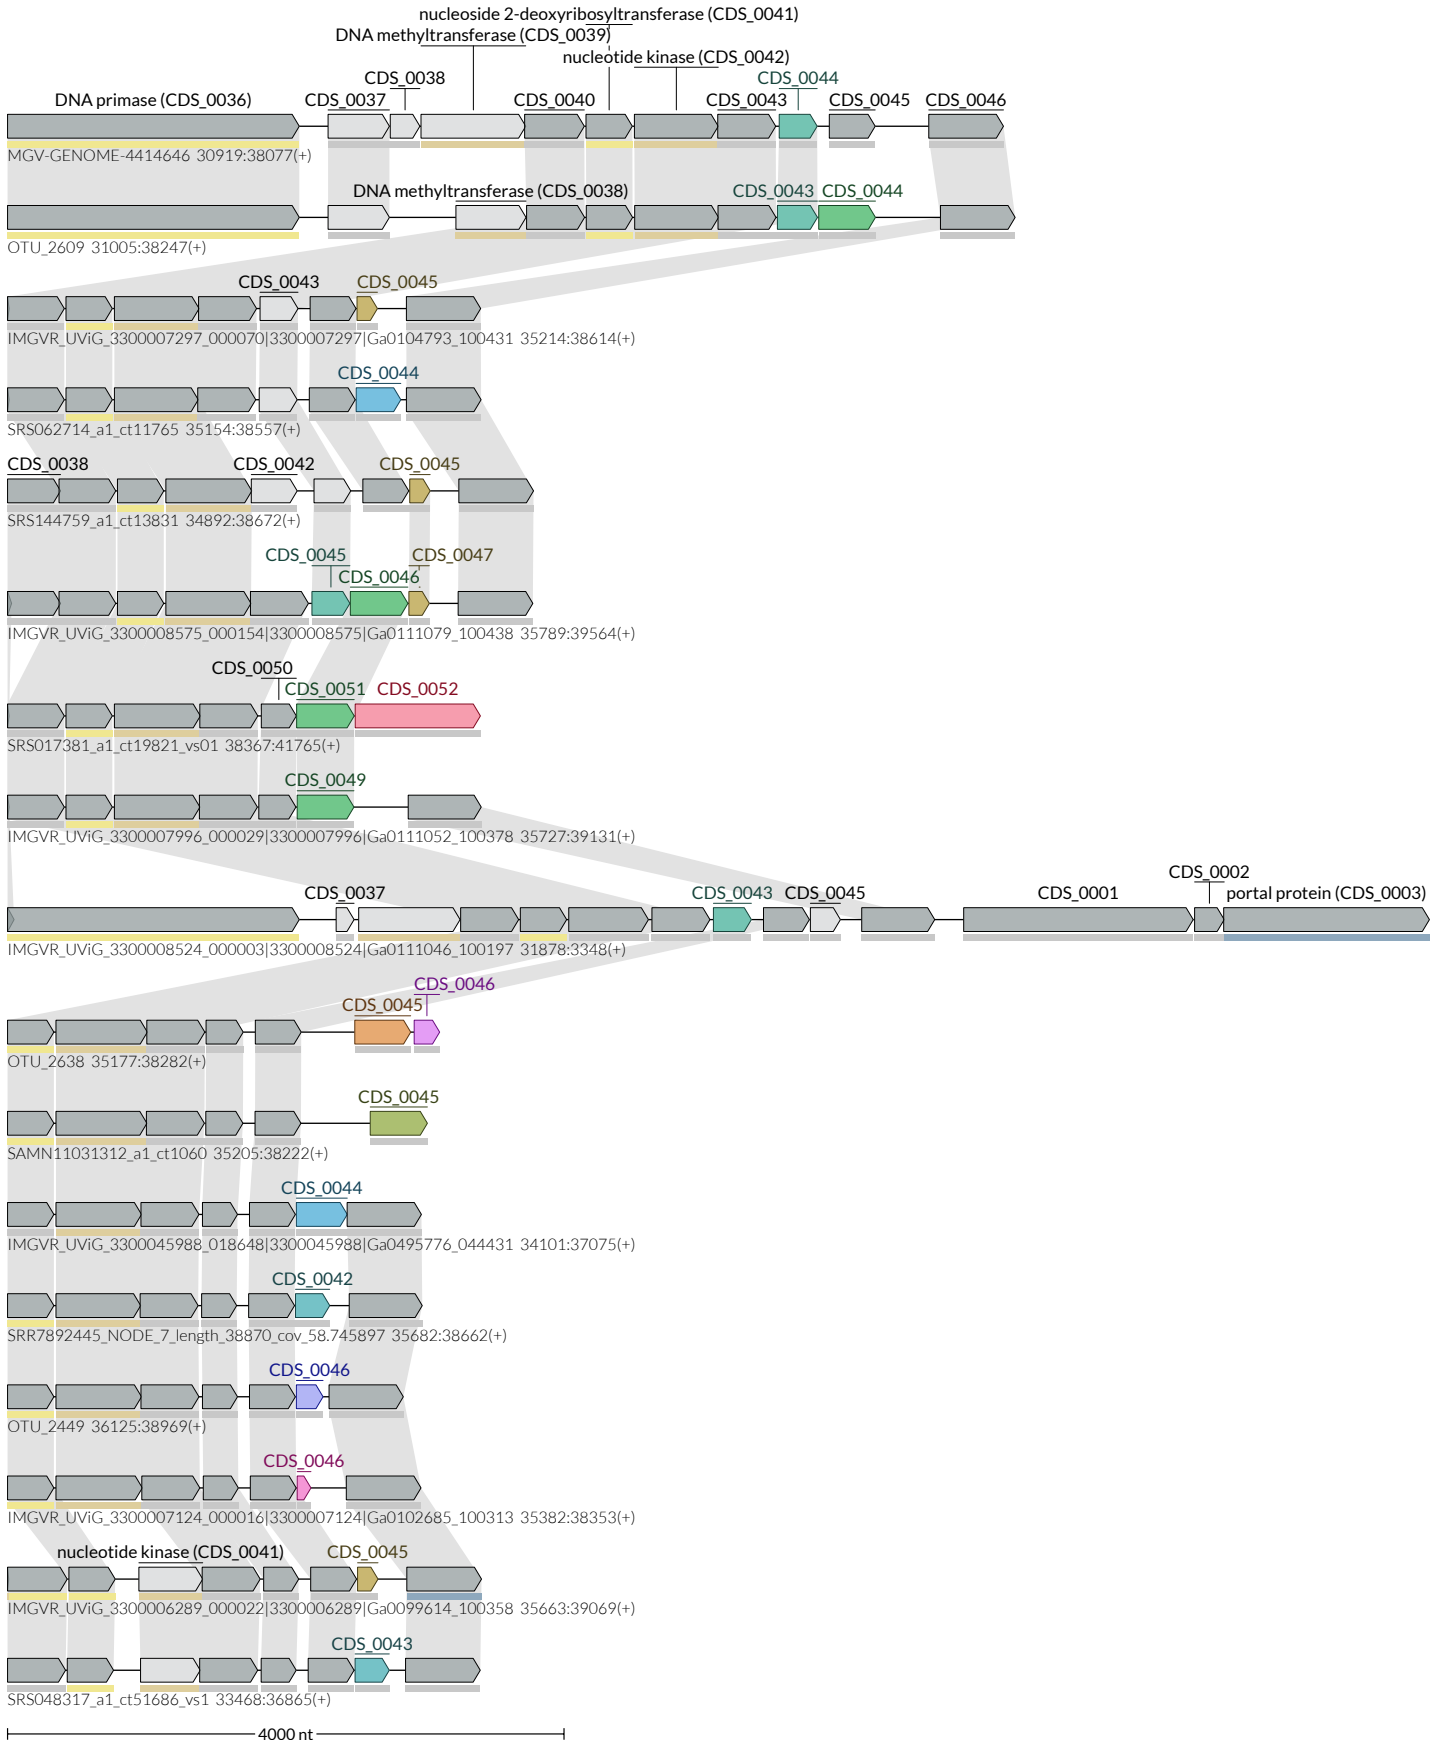 nucleoside 2-deoxyribosyltransferase (CDS_0041)
DNA methyltransferase (CDS_0039)
nucleotide kinase (CDS_0042)
CDS_0038 CDS_0044
DNA primase (CDS_0036) CDS_0037 CDS_0040 CDS_0043 CDS_0045 CDS_0046
MGV-GENOME-4414646 30919:38077(+)
DNA methyltransferase (CDS_0038) CDS_0043 CDS_0044
OTU_2609 31005:38247(+)
CDS_0043 CDS_0045
IMGVR_UViG_3300007297_000070|3300007297|Ga0104793_100431 35214:38614(+)
CDS_0044
SRS062714_a1_ct11765 35154:38557(+)
CDS_0038 CDS_0042 CDS_0045
SRS144759_a1_ct13831 34892:38672(+)
CDS_0045 CDS_0047
CDS_0046
IMGVR_UViG_3300008575_000154|3300008575|Ga0111079_100438 35789:39564(+)
CDS_0050
CDS_0051 CDS_0052
SRS017381_a1_ct19821_vs01 38367:41765(+)
CDS_0049
IMGVR_UViG_3300007996_000029|3300007996|Ga0111052_100378 35727:39131(+)
CDS_0002
CDS_0037 CDS_0043 CDS_0045 CDS_0001 portal protein (CDS_0003)
IMGVR_UViG_3300008524_000003|3300008524|Ga0111046_100197 31878:3348(+)
CDS_0046
CDS_0045
OTU_2638 35177:38282(+)
CDS_0045
SAMN11031312_a1_ct1060 35205:38222(+)
CDS_0044
IMGVR_UViG_3300045988_018648|3300045988|Ga0495776_044431 34101:37075(+)
CDS_0042
SRR7892445_NODE_7_length_38870_cov_58.745897 35682:38662(+)
CDS_0046
OTU_2449 36125:38969(+)
CDS_0046
IMGVR_UViG_3300007124_000016|3300007124|Ga0102685_100313 35382:38353(+)
nucleotide kinase (CDS_0041) CDS_0045
IMGVR_UViG_3300006289_000022|3300006289|Ga0099614_100358 35663:39069(+)
CDS_0043
SRS048317_a1_ct51686_vs1 33468:36865(+)
4000 nt